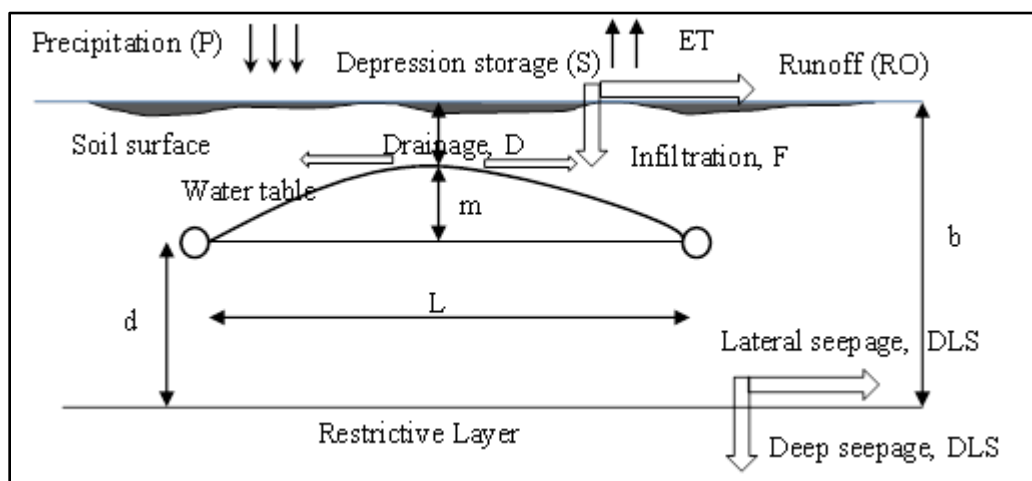 Precipitation (P)
ET
Depression storage (S)
Runoff (RO)
Soil surface
Drainage, D
Infiltration, F
Water table
m
b
d
L
Lateral seepage, DLS
Restrictive Layer
Deep seepage, DLS